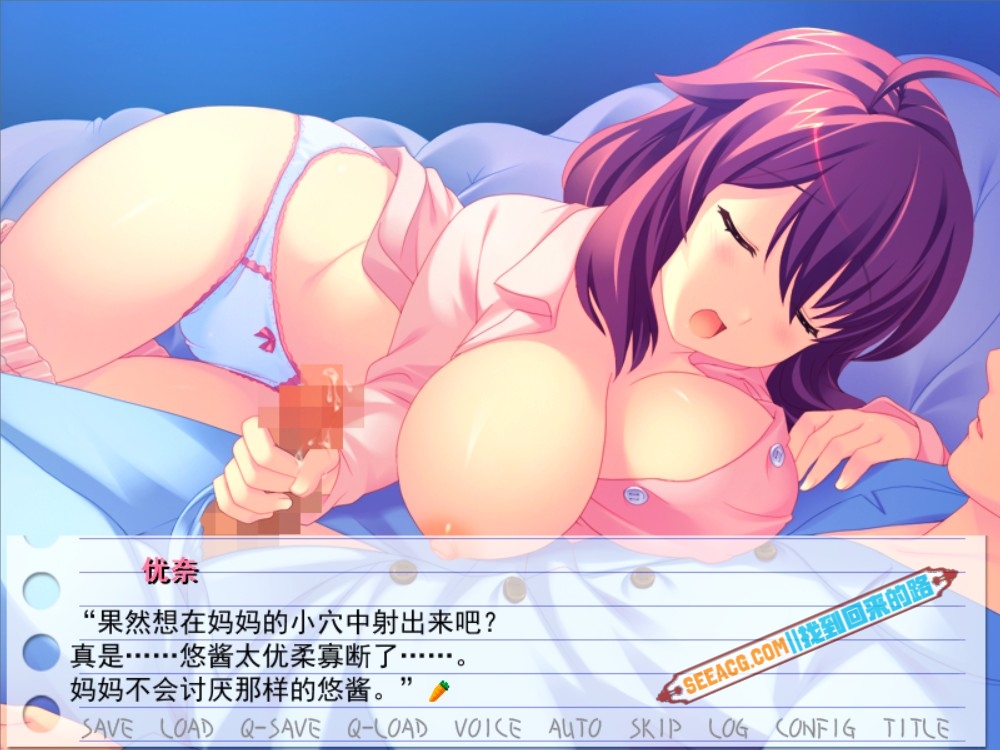 优奈
“果然想在妈妈的小穴中射出来吧？
真是……悠酱太优柔寡断了……。
妈妈不会讨厌那样的悠酱。”
SEEACG.COM||找到回来的路
SAVE LOAD Q-SAVE Q-LOAD VOICE AUTO SKIP LOG CONFIG TITLE